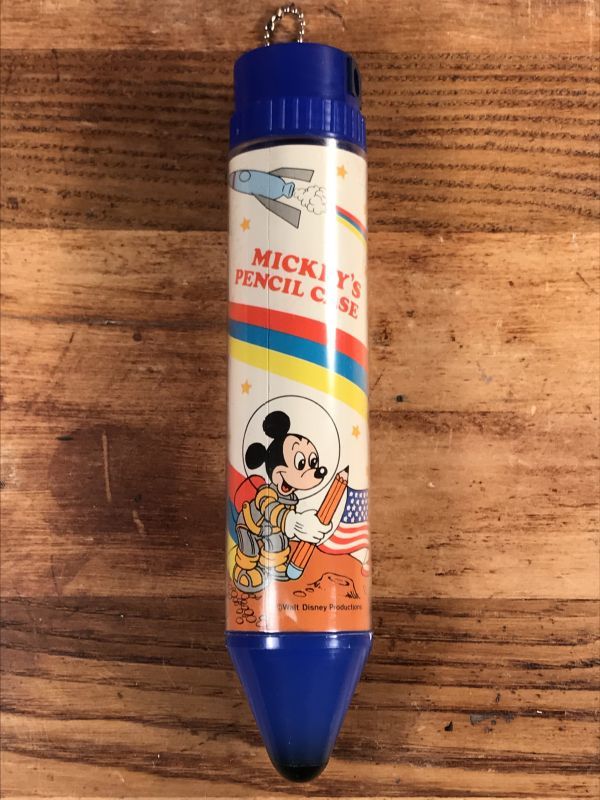 MICKEY'S
PENCIL CASE
©Walt Disney Productions